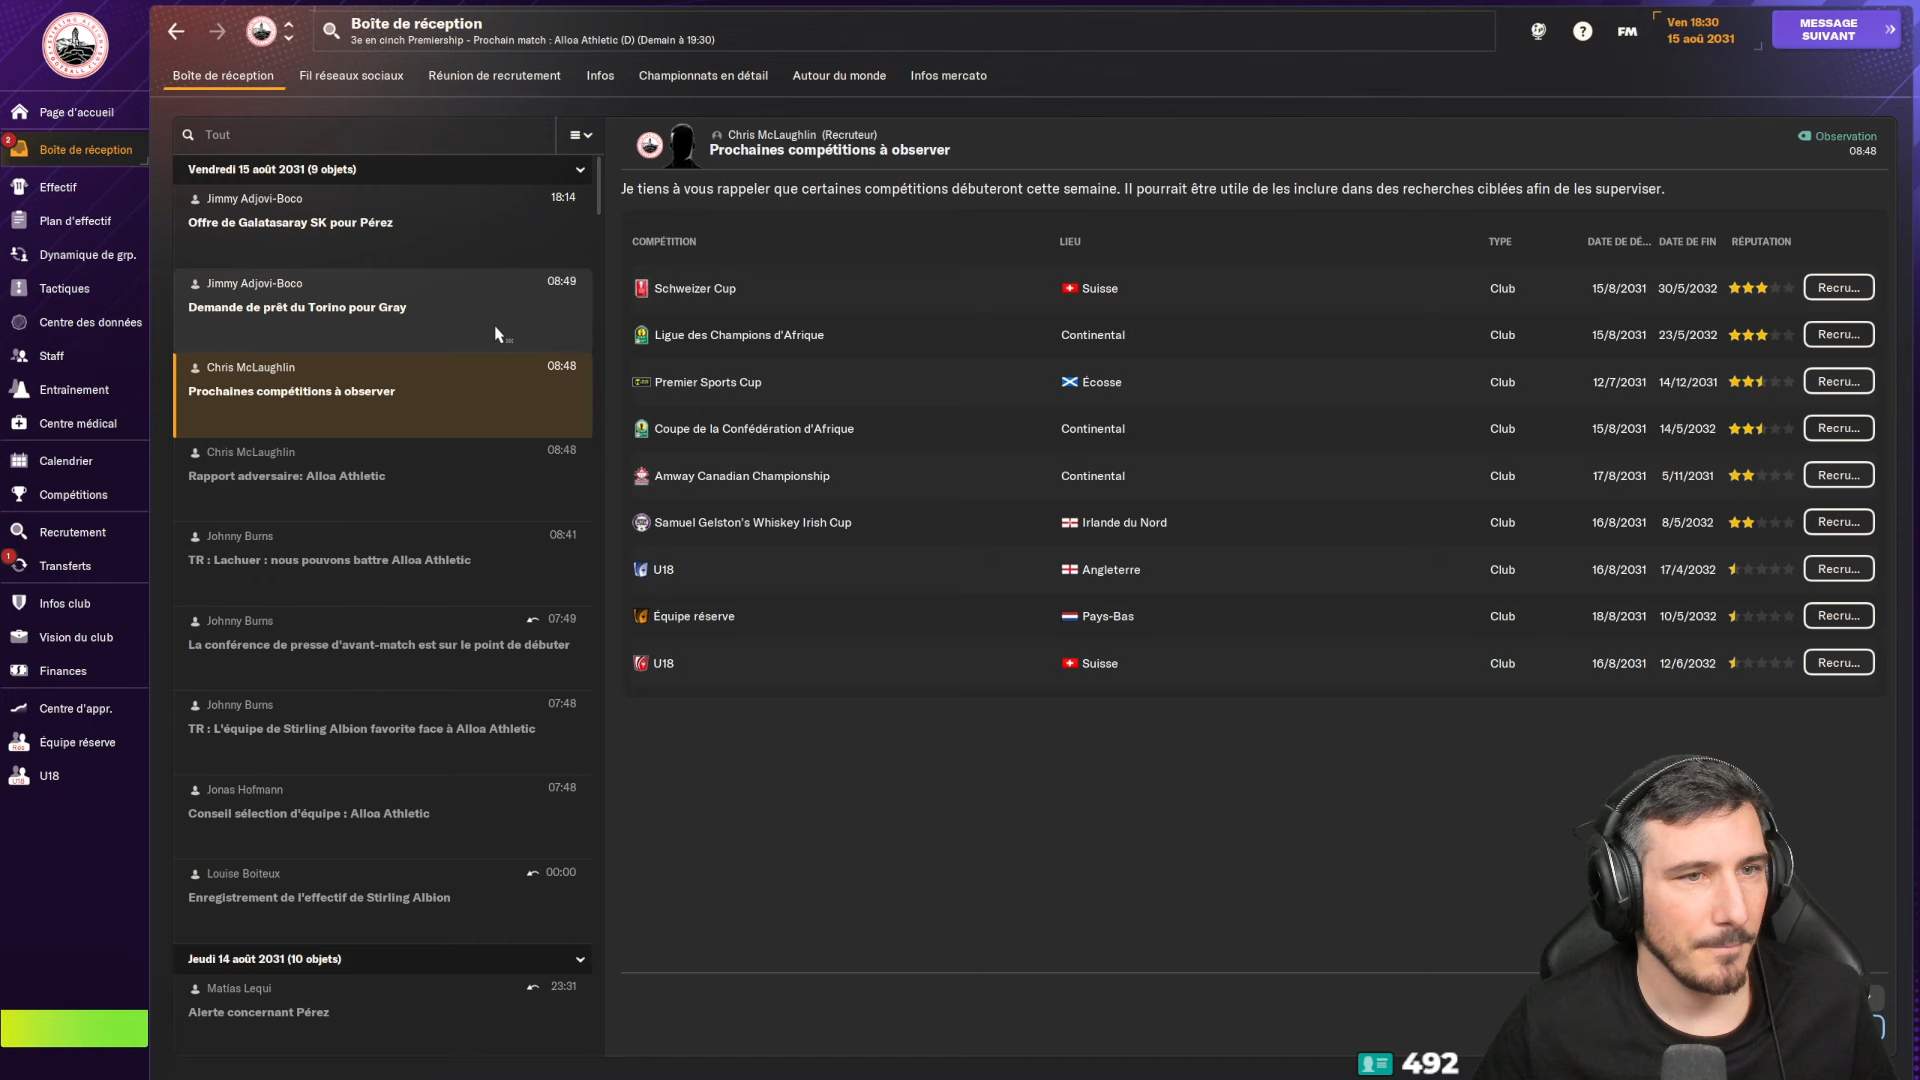 Boîte de réception
3e en cinch Premiership - Prochain match : Alloa Athletic (D) (Demain à 19:30)
FM
Ven 18:30
15 aoû 2031
MESSAGE
SUIVANT
Boîte de réception
Fil réseaux sociaux
Réunion de recrutement
Infos
Championnats en détail
Autour du monde
Infos mercato
Page d'accueil
2
Boîte de réception
Effectif
Plan d'effectif
Dynamique de grp.
Tactiques
Centre des données
Staff
Entraînement
Centre médical
Calendrier
Compétitions
Recrutement
1
Transferts
Infos club
Vision du club
Finances
Centre d'appr.
Équipe réserve
U18
Tout
Vendredi 15 août 2031 (9 objets)
Jimmy Adjovi-Boco 18:14
Offre de Galatasaray SK pour Pérez
Jimmy Adjovi-Boco 08:49
Demande de prêt du Torino pour Gray
Chris McLaughlin 08:48
Prochaines compétitions à observer
Chris McLaughlin 08:48
Rapport adversaire: Alloa Athletic
Johnny Burns 08:41
TR : Lachuer : nous pouvons battre Alloa Athletic
Johnny Burns 07:49
La conférence de presse d'avant-match est sur le point de débuter
Johnny Burns 07:48
TR : L'équipe de Stirling Albion favorite face à Alloa Athletic
Jonas Hofmann 07:48
Conseil sélection d'équipe : Alloa Athletic
Louise Boiteux 00:00
Enregistrement de l'effectif de Stirling Albion
Jeudi 14 août 2031 (10 objets)
Matías Lequi 23:31
Alerte concernant Pérez
Chris McLaughlin (Recruteur)
Prochaines compétitions à observer
Observation
08:48
Je tiens à vous rappeler que certaines compétitions débuteront cette semaine. Il pourrait être utile de les inclure dans des recherches ciblées afin de les superviser.
COMPÉTITION LIEU TYPE DATE DE DÉ... DATE DE FIN RÉPUTATION
Schweizer Cup Suisse Club 15/8/2031 30/5/2032 Recru...
Ligue des Champions d'Afrique Continental Club 15/8/2031 23/5/2032 Recru...
Premier Sports Cup Écosse Club 12/7/2031 14/12/2031 Recru...
Coupe de la Confédération d'Afrique Continental Club 15/8/2031 14/5/2032 Recru...
Amway Canadian Championship Continental Club 17/8/2031 5/11/2031 Recru...
Samuel Gelston's Whiskey Irish Cup Irlande du Nord Club 16/8/2031 8/5/2032 Recru...
U18 Angleterre Club 16/8/2031 17/4/2032 Recru...
Équipe réserve Pays-Bas Club 18/8/2031 10/5/2032 Recru...
U18 Suisse Club 16/8/2031 12/6/2032 Recru...
492